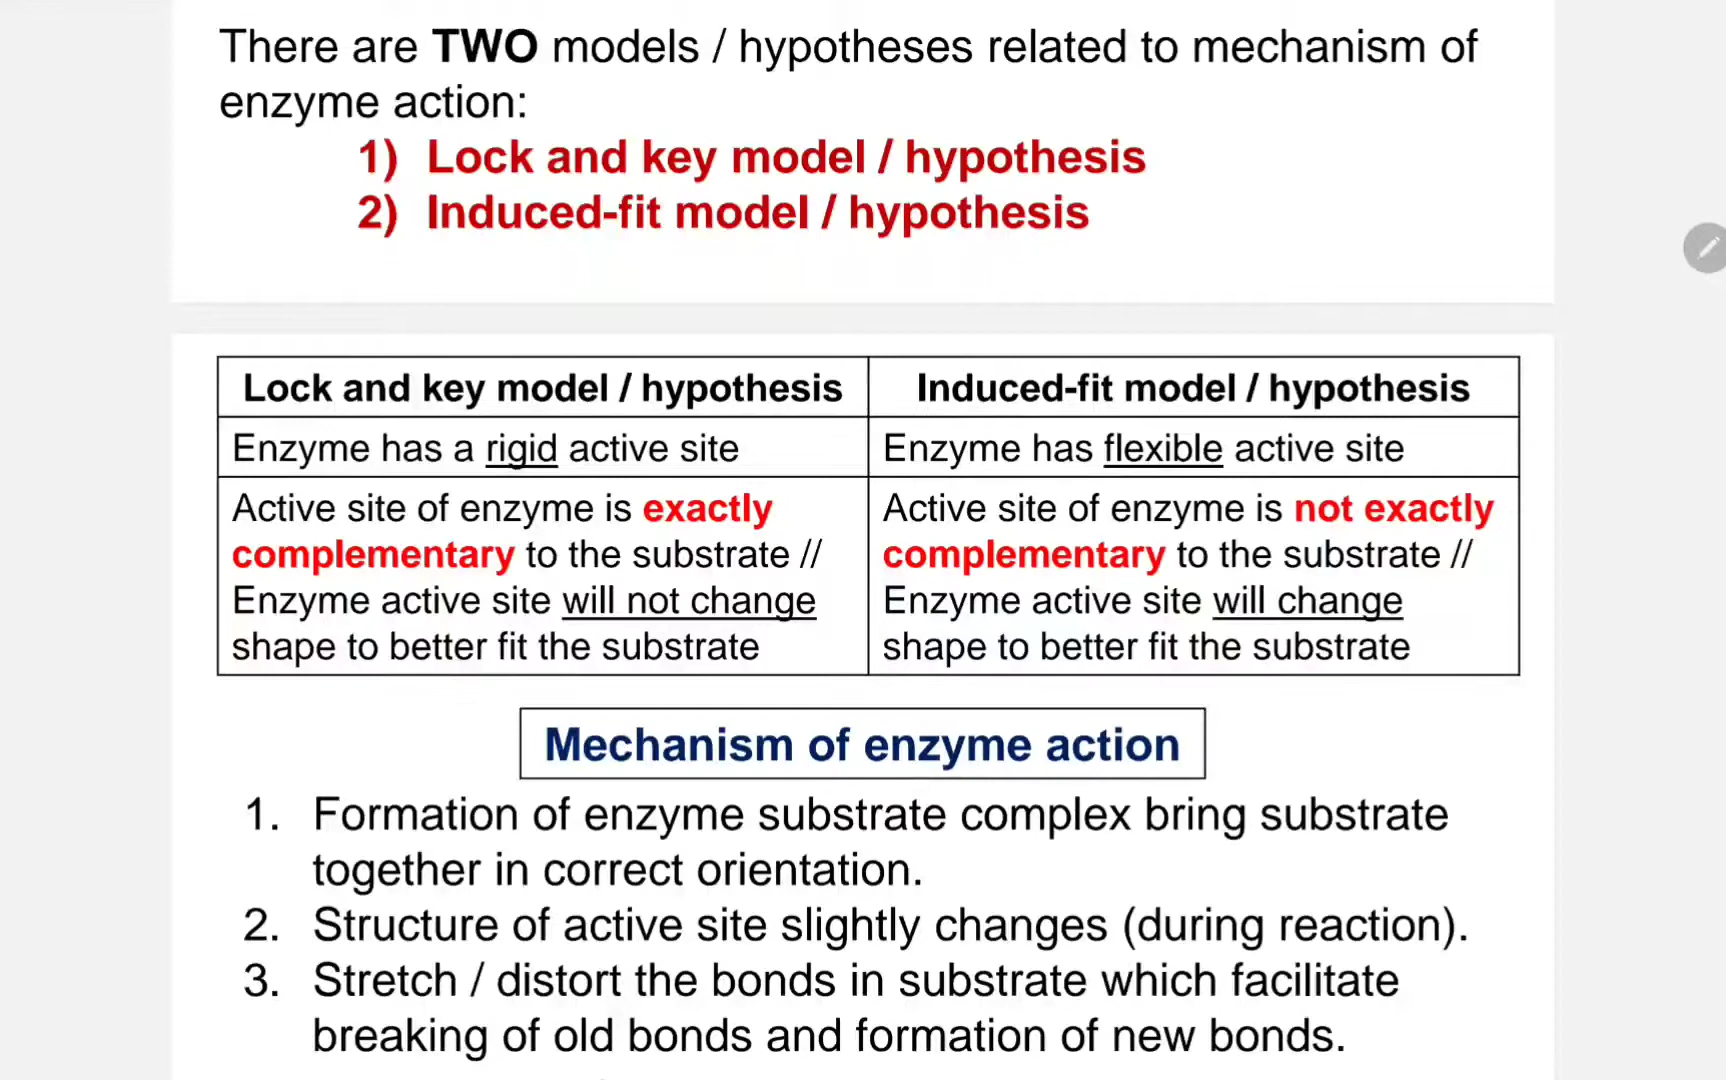 There are TWO models / hypotheses related to mechanism of
enzyme action:
1) Lock and key model / hypothesis
2) Induced-fit model / hypothesis
Lock and key model / hypothesis
Induced-fit model / hypothesis
Enzyme has a rigid active site
Enzyme has flexible active site
Active site of enzyme is exactly
complementary to the substrate //
Enzyme active site will not change
shape to better fit the substrate
Active site of enzyme is not exactly
complementary to the substrate //
Enzyme active site will change
shape to better fit the substrate
Mechanism of enzyme action
1. Formation of enzyme substrate complex bring substrate
together in correct orientation.
2. Structure of active site slightly changes (during reaction).
3. Stretch / distort the bonds in substrate which facilitate
breaking of old bonds and formation of new bonds.